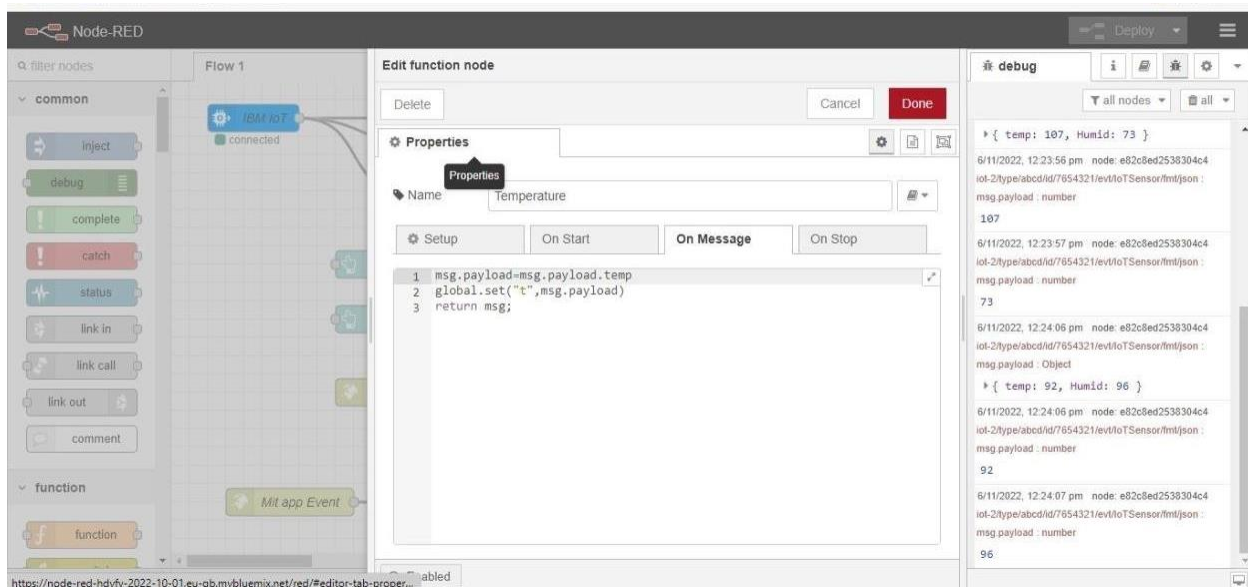 Node-RED
Deploy
filter nodes
common
inject
debug
complete
catch
status
link in
link call
link out
comment
function
function
Flow 1
IBM IoT
connected
Mit app Event
Edit function node
Delete
Cancel
Done
Properties
Properties
Name
Temperature
Setup
On Start
On Message
On Stop
1 msg.payload=msg.payload.temp
2 global.set("t",msg.payload)
3 return msg;
debug
all nodes
all
{ temp: 107, Humid: 73 }
6/11/2022, 12:23:56 pm node: e82c8ed2538304c4
iot-2/type/abcd/id/7654321/evt/IoTSensor/fmt/json :
msg.payload : number
107
6/11/2022, 12:23:57 pm node: e82c8ed2538304c4
iot-2/type/abcd/id/7654321/evt/IoTSensor/fmt/json :
msg.payload : number
73
6/11/2022, 12:24:06 pm node: e82c8ed2538304c4
iot-2/type/abcd/id/7654321/evt/IoTSensor/fmt/json :
msg.payload : Object
{ temp: 92, Humid: 96 }
6/11/2022, 12:24:06 pm node: e82c8ed2538304c4
iot-2/type/abcd/id/7654321/evt/IoTSensor/fmt/json :
msg.payload : number
92
6/11/2022, 12:24:07 pm node: e82c8ed2538304c4
iot-2/type/abcd/id/7654321/evt/IoTSensor/fmt/json :
msg.payload : number
96
https://node-red-hdyfy-2022-10-01.eu-gb.mybluemix.net/red/#editor-tab-proper...